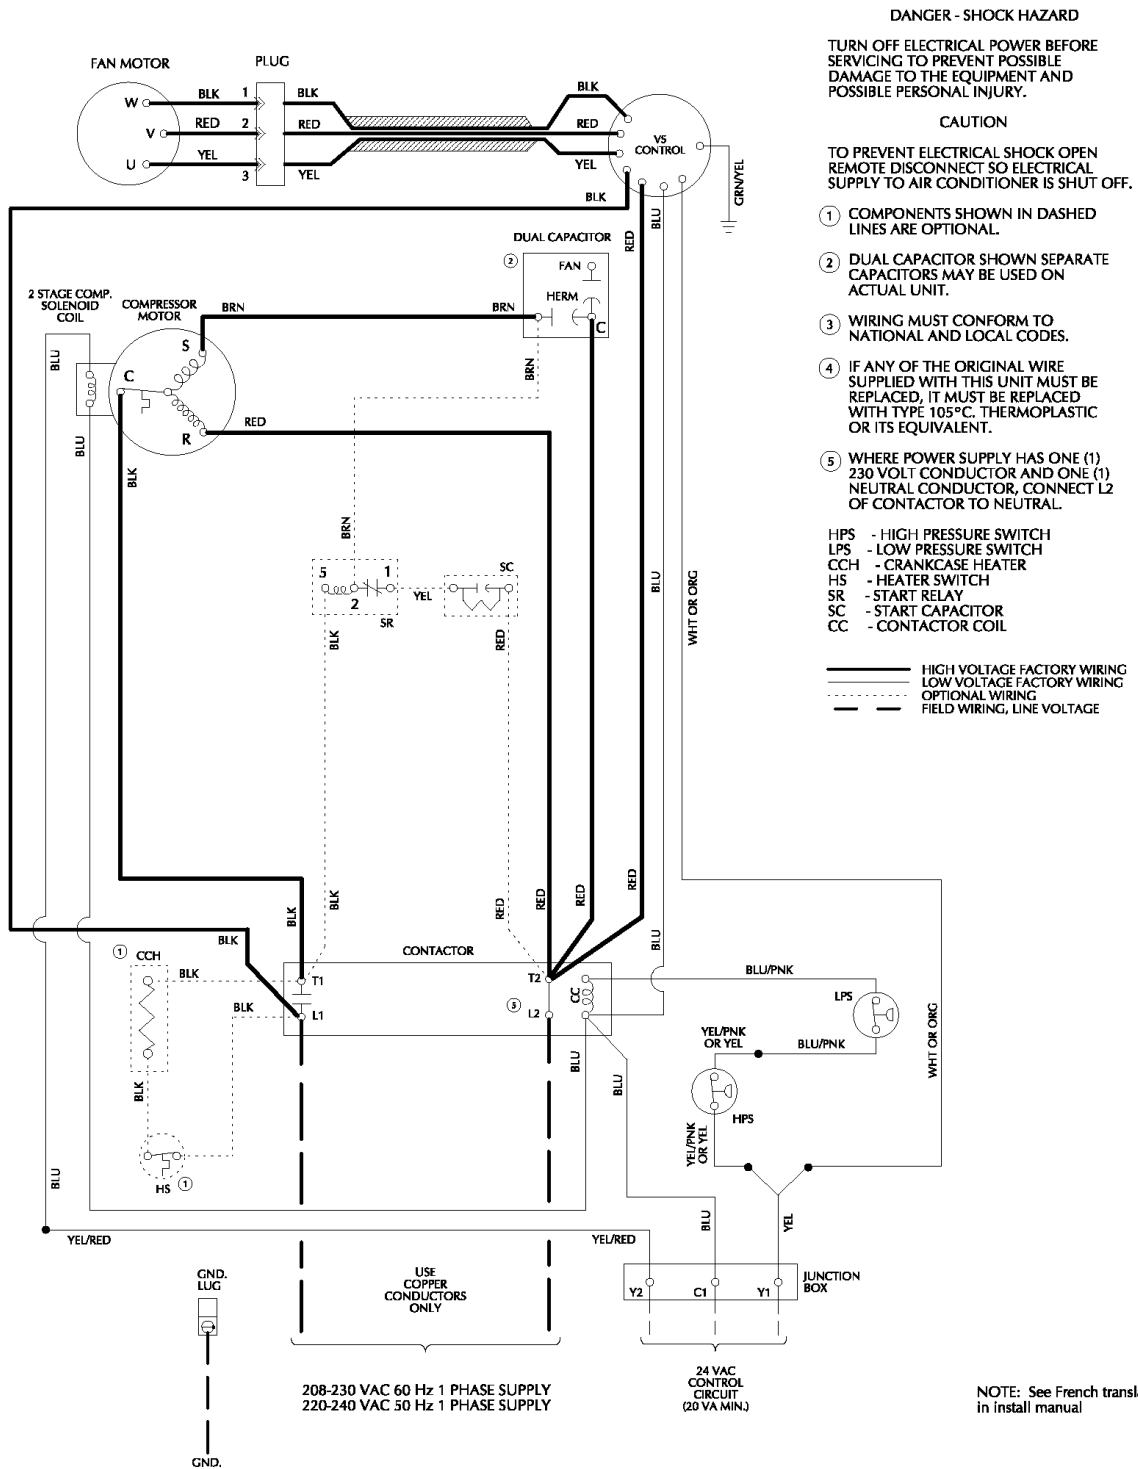 DANGER - SHOCK HAZARD
TURN OFF ELECTRICAL POWER BEFORE
SERVICING TO PREVENT POSSIBLE
DAMAGE TO THE EQUIPMENT AND
POSSIBLE PERSONAL INJURY.
CAUTION
TO PREVENT ELECTRICAL SHOCK OPEN
REMOTE DISCONNECT SO ELECTRICAL
SUPPLY TO AIR CONDITIONER IS SHUT OFF.
1 COMPONENTS SHOWN IN DASHED
LINES ARE OPTIONAL.
2 DUAL CAPACITOR SHOWN SEPARATE
CAPACITORS MAY BE USED ON
ACTUAL UNIT.
3 WIRING MUST CONFORM TO
NATIONAL AND LOCAL CODES.
4 IF ANY OF THE ORIGINAL WIRE
SUPPLIED WITH THIS UNIT MUST BE
REPLACED, IT MUST BE REPLACED
WITH TYPE 105°C. THERMOPLASTIC
OR ITS EQUIVALENT.
5 WHERE POWER SUPPLY HAS ONE (1)
230 VOLT CONDUCTOR AND ONE (1)
NEUTRAL CONDUCTOR, CONNECT L2
OF CONTACTOR TO NEUTRAL.
HPS - HIGH PRESSURE SWITCH
LPS - LOW PRESSURE SWITCH
CCH - CRANKCASE HEATER
HS - HEATER SWITCH
SR - START RELAY
SC - START CAPACITOR
CC - CONTACTOR COIL
HIGH VOLTAGE FACTORY WIRING
LOW VOLTAGE FACTORY WIRING
OPTIONAL WIRING
FIELD WIRING, LINE VOLTAGE
FAN MOTOR
PLUG
W
BLK
1
BLK
BLK
V
RED
2
RED
RED
U
YEL
3
YEL
YEL
VS
CONTROL
GRN/YEL
BLK
RED
BLU
DUAL CAPACITOR
2
FAN
HERM
C
2 STAGE COMP.
SOLENOID
COIL
COMPRESSOR
MOTOR
BRN
BRN
BRN
S
C
R
RED
BLU
BLU
BLK
BRN
5
2
1
SR
YEL
SC
BLK
RED
BLU
WHT OR ORG
BLK
BLK
BLK
RED
RED
RED
RED
BLU
1
CCH
BLK
BLK
CONTACTOR
T1
L1
T2
5
L2
CC
BLU/PNK
LPS
YEL/PNK
OR YEL
BLU/PNK
HPS
YEL/PNK
OR YEL
WHT OR ORG
BLU
BLU
BLK
HS
1
BLU
YEL/RED
YEL/RED
BLU
YEL
Y2
C1
Y1
JUNCTION
BOX
GND.
LUG
USE
COPPER
CONDUCTORS
ONLY
24 VAC
CONTROL
CIRCUIT
(20 VA MIN.)
208-230 VAC 60 Hz 1 PHASE SUPPLY
220-240 VAC 50 Hz 1 PHASE SUPPLY
GND.
NOTE: See French transl
in install manual